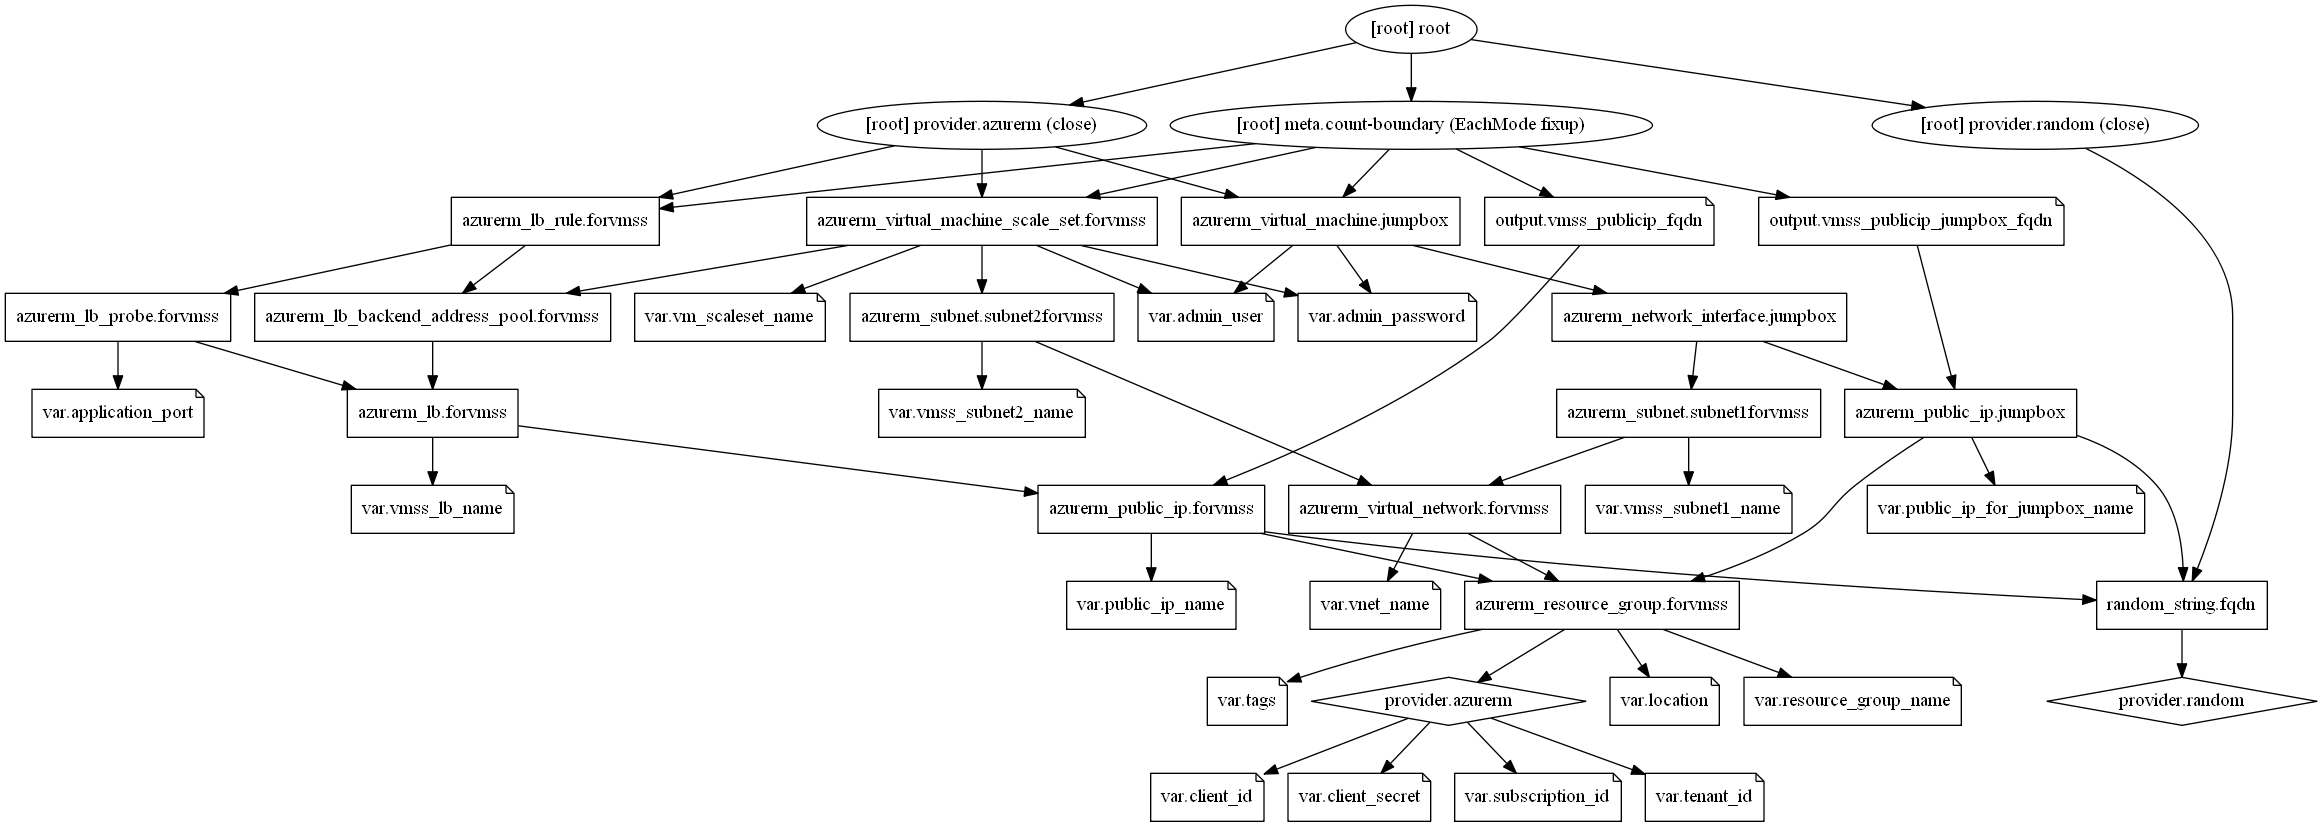 [root] root
[root] provider.azurerm (close)
[root] meta.count-boundary (EachMode fixup)
[root] provider.random (close)
azurerm_lb_rule.forvmss
azurerm_virtual_machine_scale_set.forvmss
azurerm_virtual_machine.jumpbox
output.vmss_publicip_fqdn
output.vmss_publicip_jumpbox_fqdn
azurerm_lb_probe.forvmss
azurerm_lb_backend_address_pool.forvmss
var.vm_scaleset_name
azurerm_subnet.subnet2forvmss
var.admin_user
var.admin_password
azurerm_network_interface.jumpbox
var.application_port
azurerm_lb.forvmss
var.vmss_subnet2_name
azurerm_subnet.subnet1forvmss
azurerm_public_ip.jumpbox
var.vmss_lb_name
azurerm_public_ip.forvmss
azurerm_virtual_network.forvmss
var.vmss_subnet1_name
var.public_ip_for_jumpbox_name
var.public_ip_name
var.vnet_name
azurerm_resource_group.forvmss
random_string.fqdn
var.tags
provider.azurerm
var.location
var.resource_group_name
provider.random
var.client_id
var.client_secret
var.subscription_id
var.tenant_id